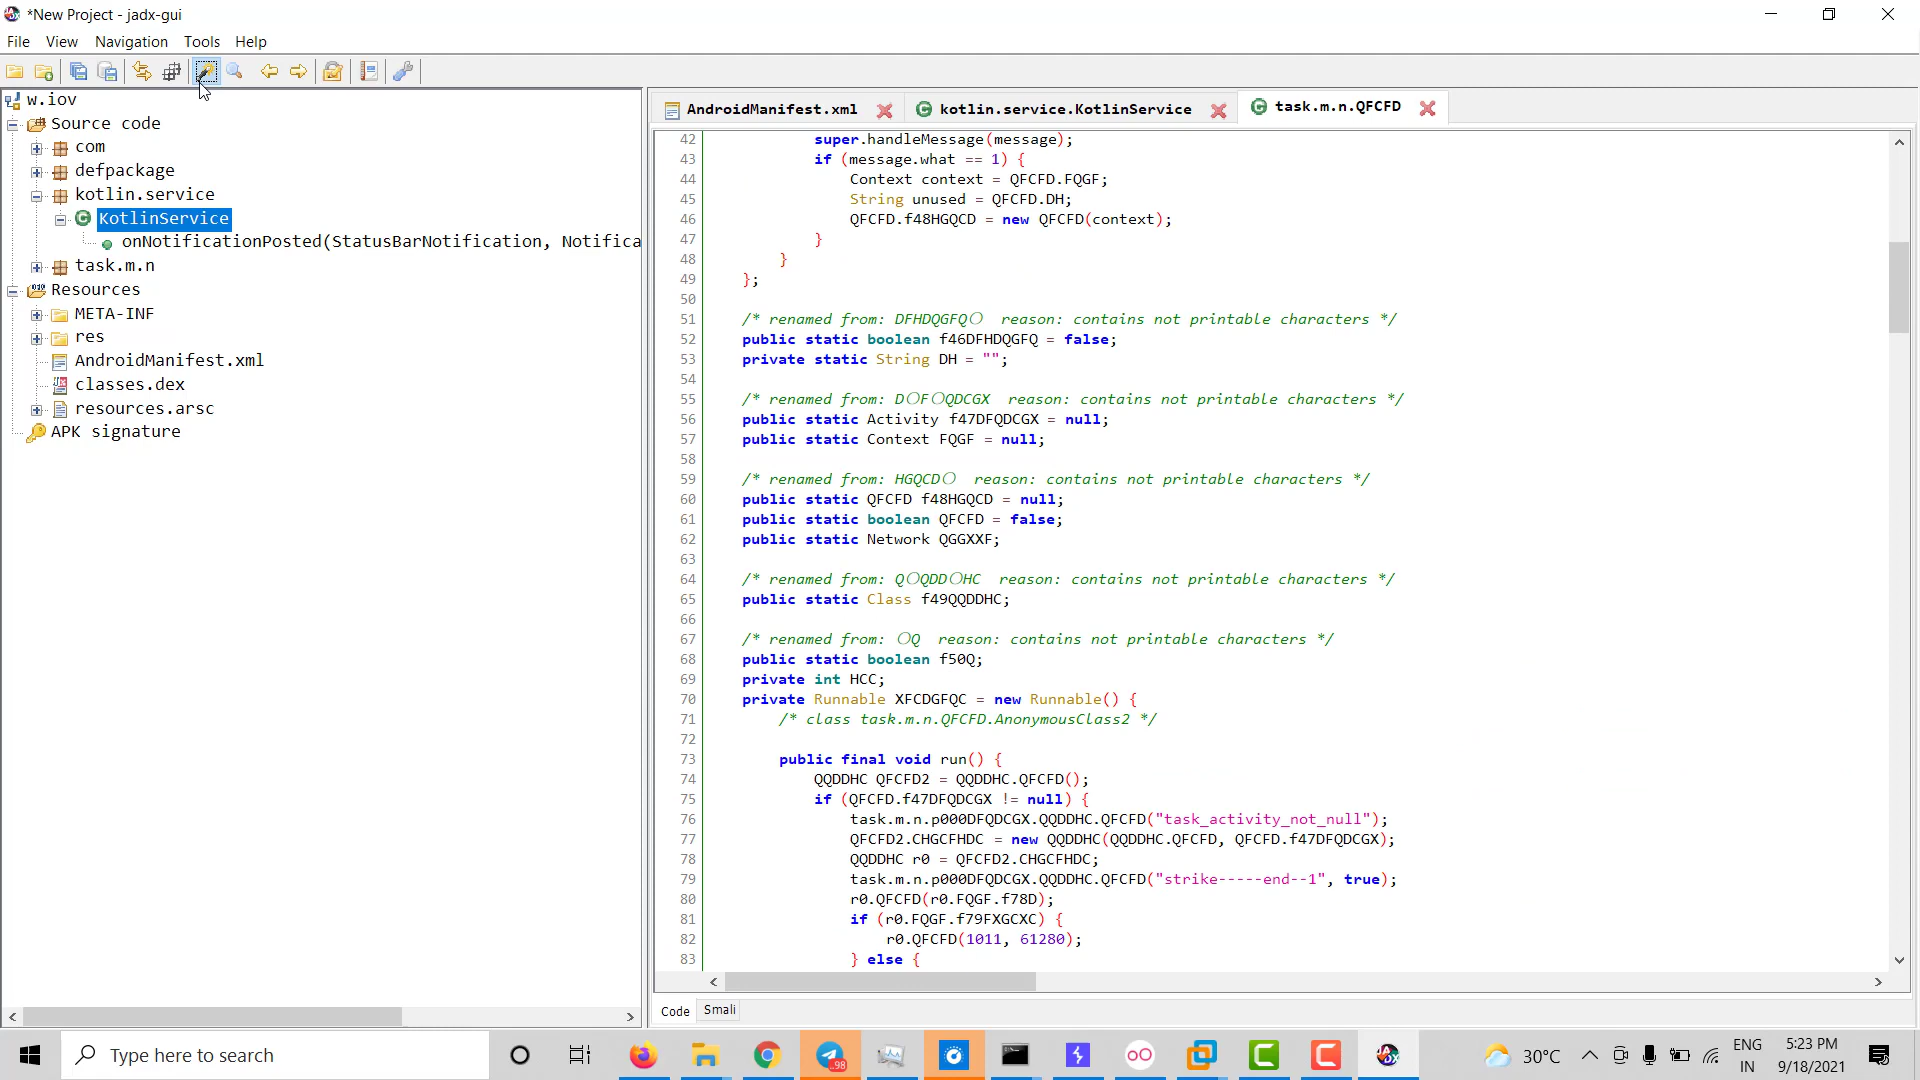 *New Project - jadx-gui
File View Navigation Tools Help
w.iov
Source code
com
defpackage
kotlin.service
KotlinService
onNotificationPosted(StatusBarNotification, Notifica
task.m.n
Resources
META-INF
res
AndroidManifest.xml
classes.dex
resources.arsc
APK signature
AndroidManifest.xml kotlin.service.KotlinService task.m.n.QFCFD
42 super.handleMessage(message);
43 if (message.what == 1) {
44 Context context = QFCFD.FQGF;
45 String unused = QFCFD.DH;
46 QFCFD.f48HGQCD = new QFCFD(context);
47 }
48 }
49 };
50
51 /* renamed from: DFHDQGFQ〇 reason: contains not printable characters */
52 public static boolean f46DFHDQGFQ = false;
53 private static String DH = "";
54
55 /* renamed from: D〇F〇QDCGX reason: contains not printable characters */
56 public static Activity f47DFQDCGX = null;
57 public static Context FQGF = null;
58
59 /* renamed from: HGQCD〇 reason: contains not printable characters */
60 public static QFCFD f48HGQCD = null;
61 public static boolean QFCFD = false;
62 public static Network QGGXXF;
63
64 /* renamed from: Q〇QDD〇HC reason: contains not printable characters */
65 public static Class f49QQDDHC;
66
67 /* renamed from: 〇Q reason: contains not printable characters */
68 public static boolean f50Q;
69 private int HCC;
70 private Runnable XFCDGFQC = new Runnable() {
71 /* class task.m.n.QFCFD.AnonymousClass2 */
72
73 public final void run() {
74 QQDDHC QFCFD2 = QQDDHC.QFCFD();
75 if (QFCFD.f47DFQDCGX != null) {
76 task.m.n.p000DFQDCGX.QQDDHC.QFCFD("task_activity_not_null");
77 QFCFD2.CHGCFHDC = new QQDDHC(QQDDHC.QFCFD, QFCFD.f47DFQDCGX);
78 QQDDHC r0 = QFCFD2.CHGCFHDC;
79 task.m.n.p000DFQDCGX.QQDDHC.QFCFD("strike-----end--1", true);
80 r0.QFCFD(r0.FQGF.f78D);
81 if (r0.FQGF.f79FXGCXC) {
82 r0.QFCFD(1011, 61280);
83 } else {
Code Smali
Type here to search
98
30°C
ENG
IN
5:23 PM
9/18/2021